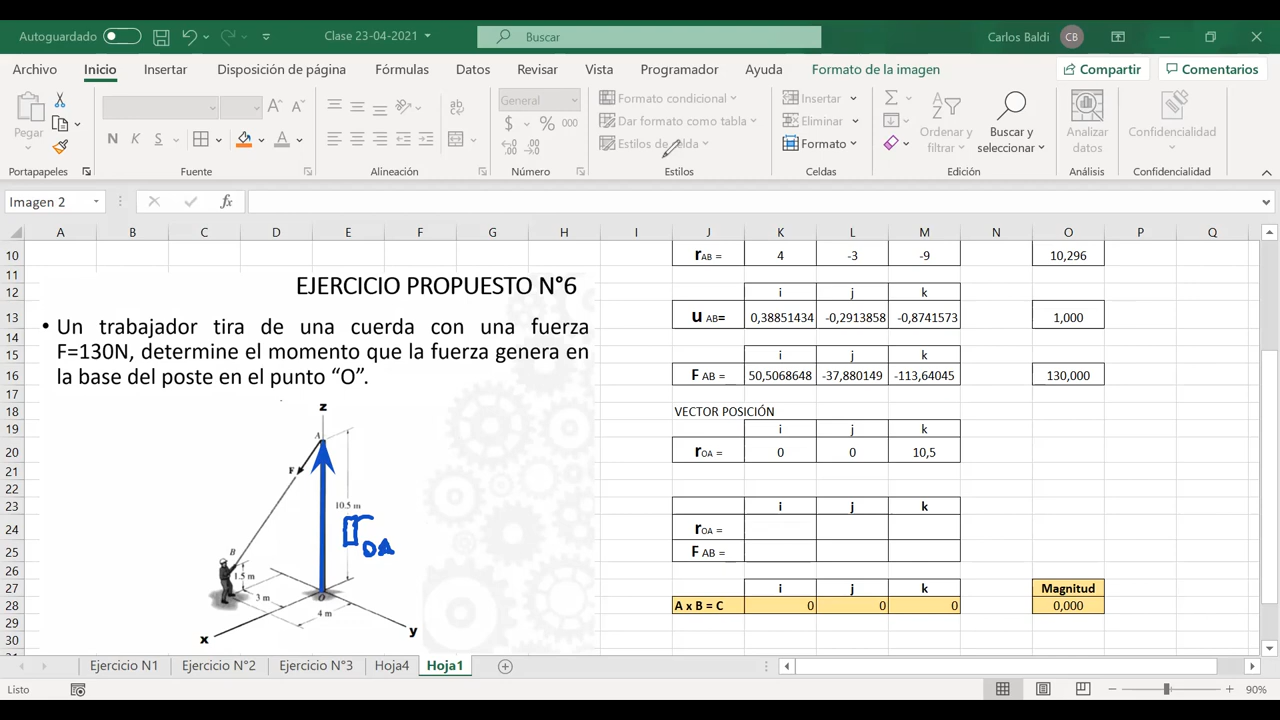 Autoguardado
Clase 23-04-2021
Buscar
Carlos Baldi
CB
Archivo Inicio Insertar Disposición de página Fórmulas Datos Revisar Vista Programador Ayuda Formato de la imagen Compartir Comentarios
Pegar
N K S
A A
ab
General
$ % 000
Formato condicional
Dar formato como tabla
Estilos de celda
Insertar
Eliminar
Formato
Ordenar y filtrar
Buscar y seleccionar
Analizar datos
Confidencialidad
Portapapeles Fuente Alineación Número Estilos Celdas Edición Análisis Confidencialidad
Imagen 2 fx
A B C D E F G H I J K L M N O P Q
10 rAB = 4 -3 -9 10,296
11
12 i j k
13 u AB= 0,38851434 -0,2913858 -0,8741573 1,000
14
15 i j k
16 F AB = 50,5068648 -37,880149 -113,64045 130,000
17
18 VECTOR POSICIÓN
19 i j k
20 rOA = 0 0 10,5
21
22
23 i j k
24 rOA =
25 F AB =
26
27 i j k Magnitud
28 A x B = C 0 0 0 0,000
29
30
EJERCICIO PROPUESTO N°6
• Un trabajador tira de una cuerda con una fuerza
F=130N, determine el momento que la fuerza genera en
la base del poste en el punto “O”.
z
A
F
10.5 m
r OA
B
1.5 m
3 m
O
4 m
x
y
Ejercicio N1 Ejercicio N°2 Ejercicio N°3 Hoja4 Hoja1
Listo
90%